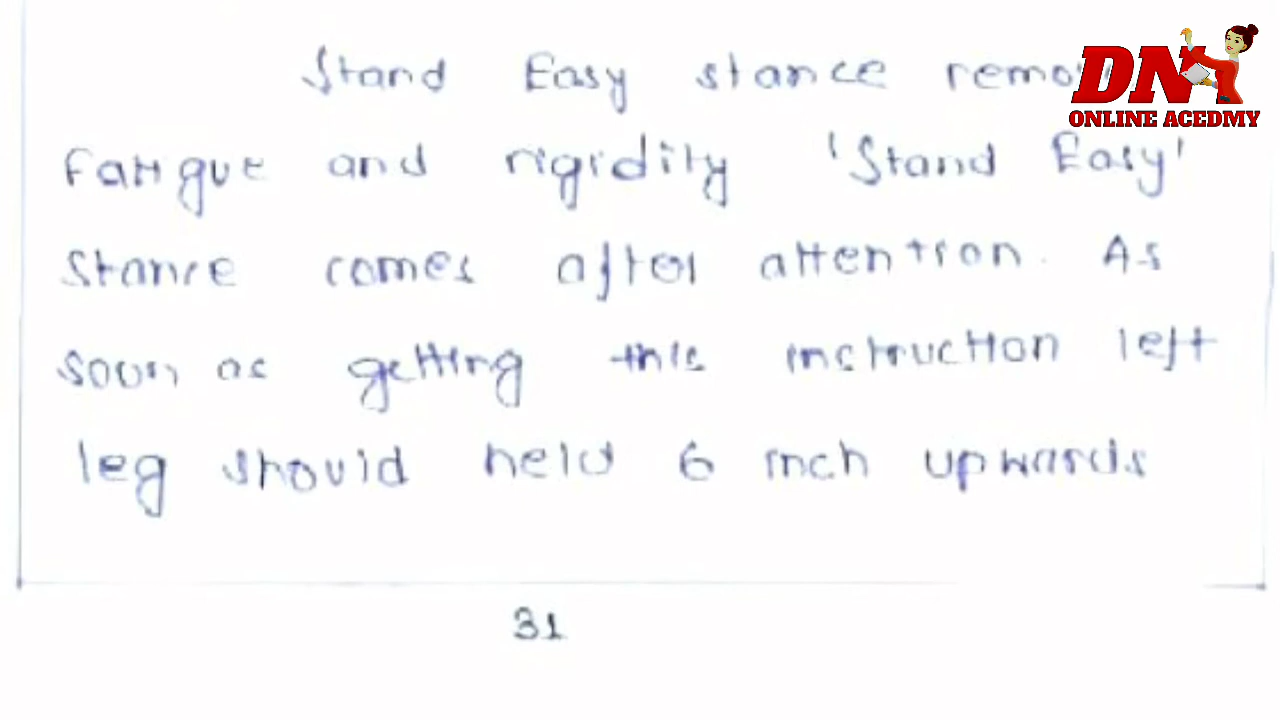 Stand Easy stance
DN
ONLINE ACEDMY
Fatigue and rigidity 'Stand Easy'
stance comes after attention. As
soon as getting this instruction left
leg should held 6 inch upwards
31